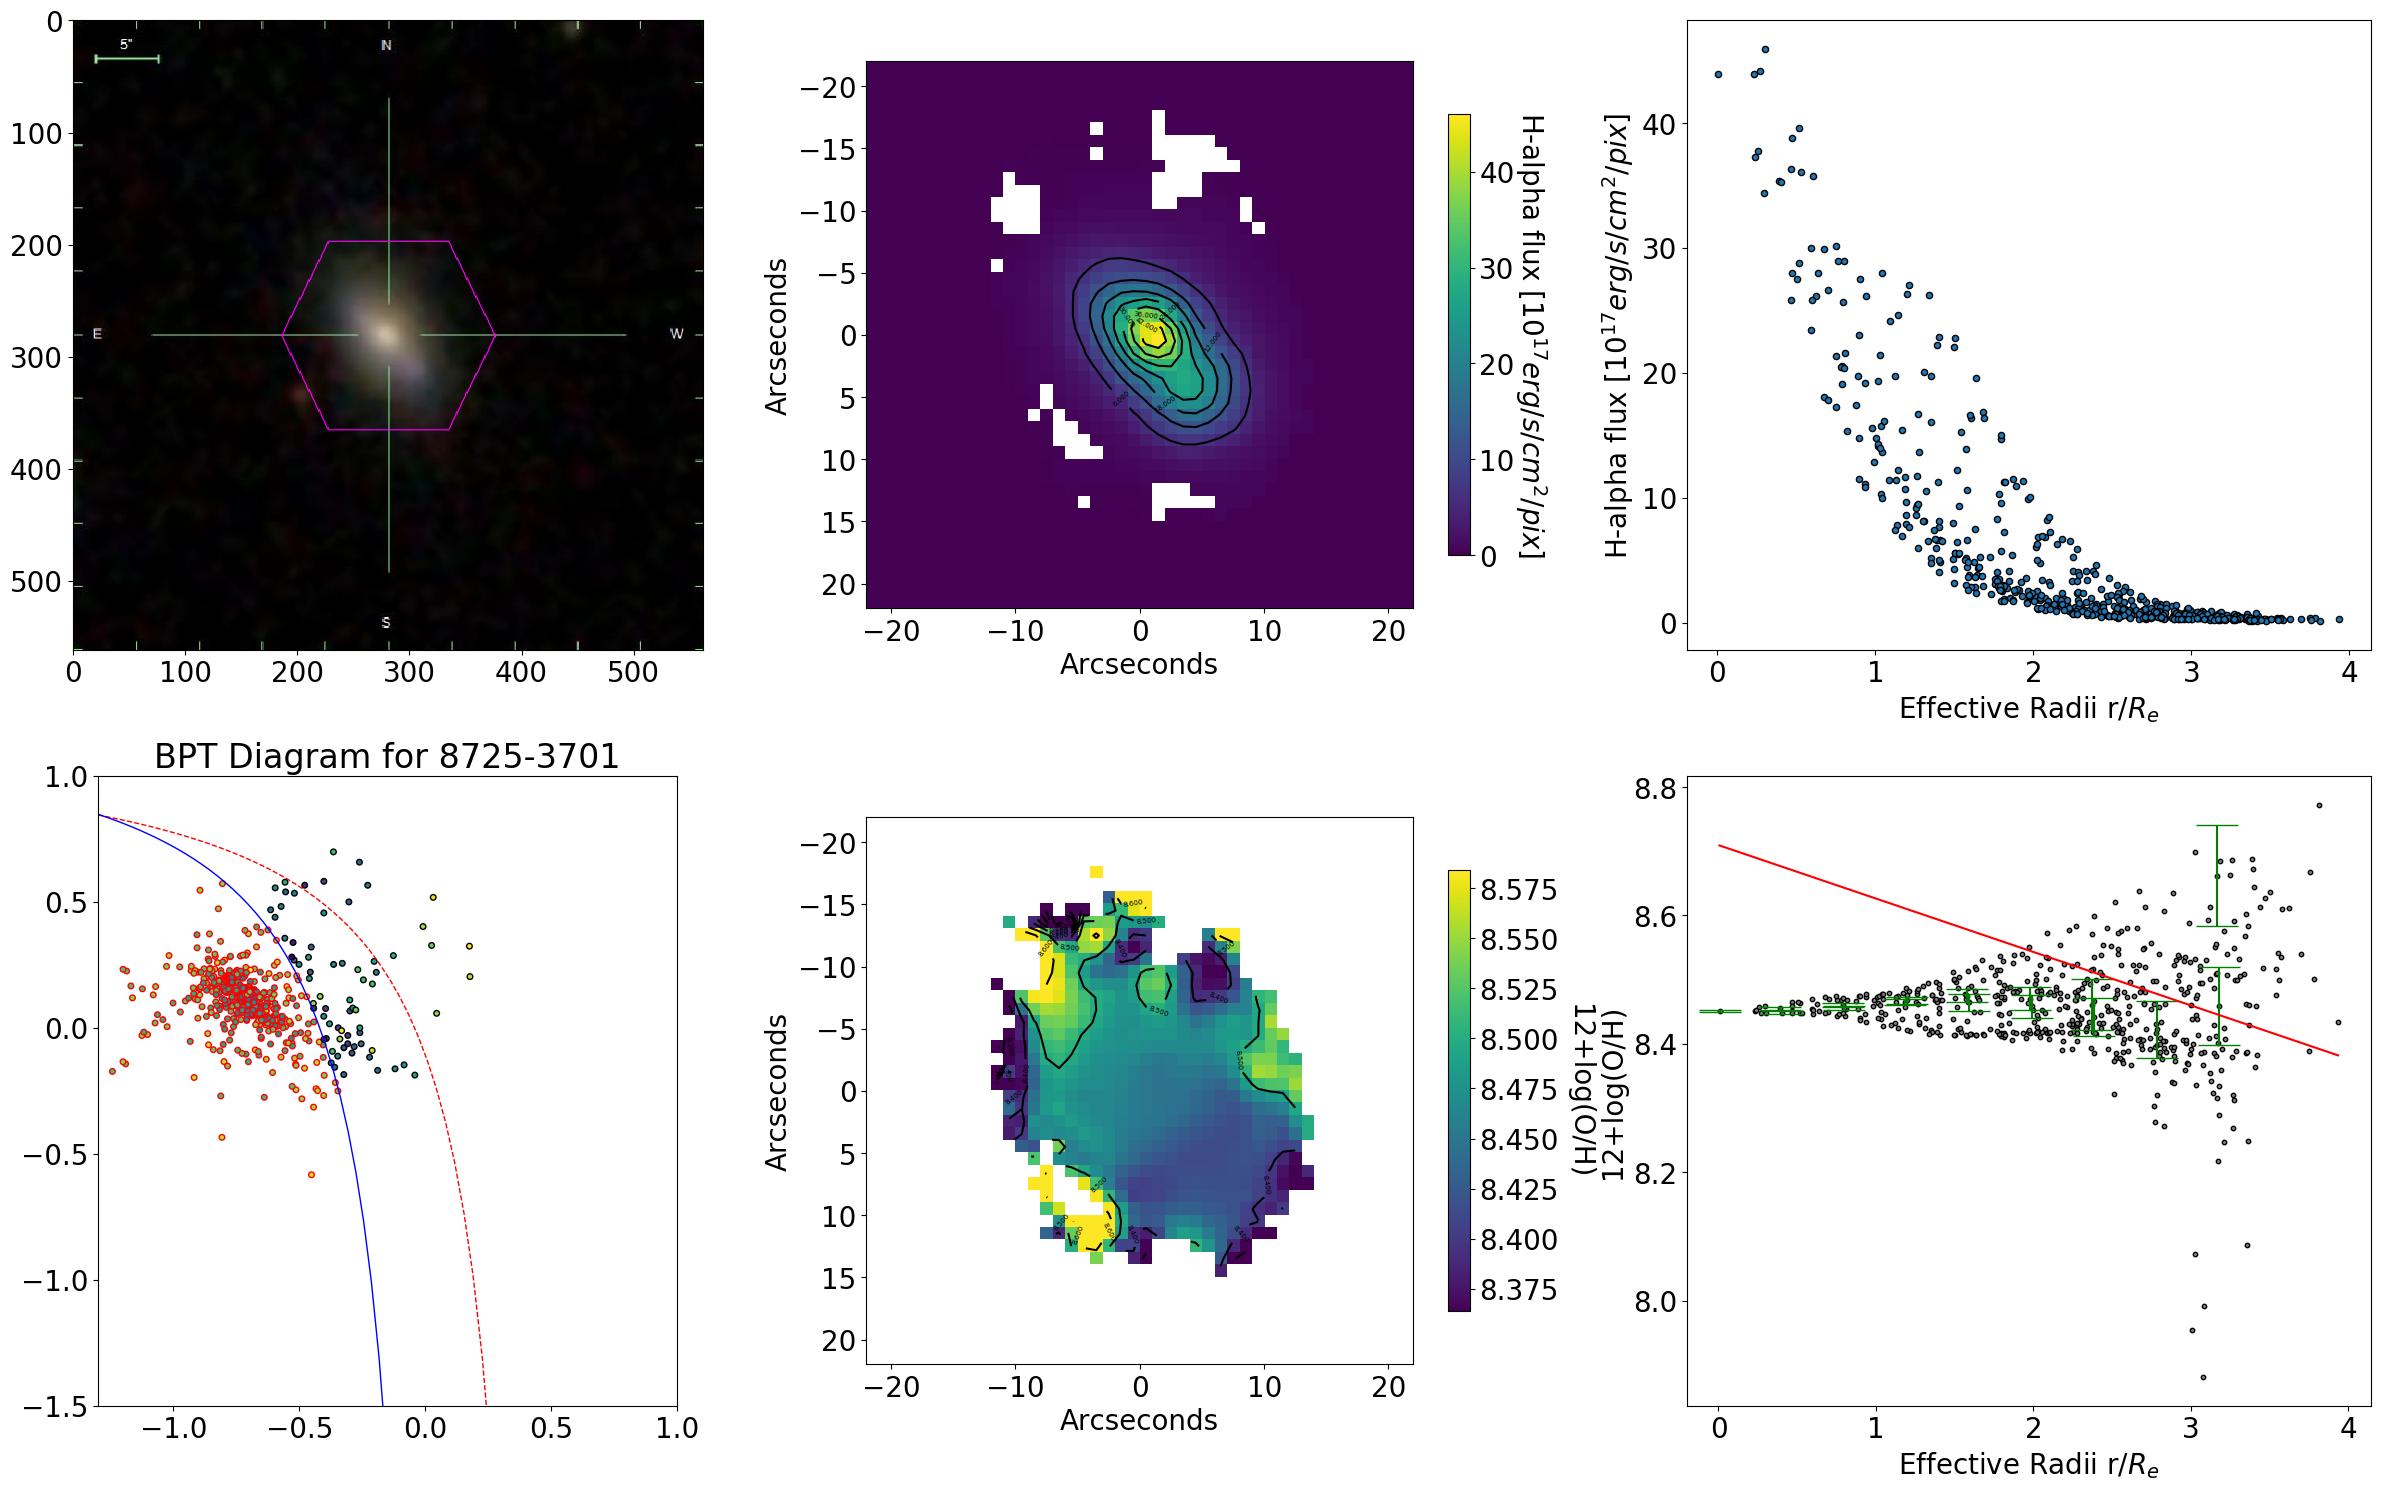 0
100
200
300
400
500
5"
N
E
W
S
0 100 200 300 400 500
−20
−15
−10
−5
0
5
10
15
20
Arcseconds
−20 −10 0 10 20
Arcseconds
40
30
20
10
0
H-alpha flux [10^17 erg/s/cm^2/pix]
H-alpha flux [10^17 erg/s/cm^2/pix]
40
30
20
10
0
0 1 2 3 4
Effective Radii r/R_e
BPT Diagram for 8725-3701
1.0
0.5
0.0
−0.5
−1.0
−1.5
−1.0 −0.5 0.0 0.5 1.0
−20
−15
−10
−5
0
5
10
15
20
Arcseconds
−20 −10 0 10 20
Arcseconds
8.575
8.550
8.525
8.500
8.475
8.450
8.425
8.400
8.375
12+log(O/H)
12+log(O/H)
8.8
8.6
8.4
8.2
8.0
0 1 2 3 4
Effective Radii r/R_e